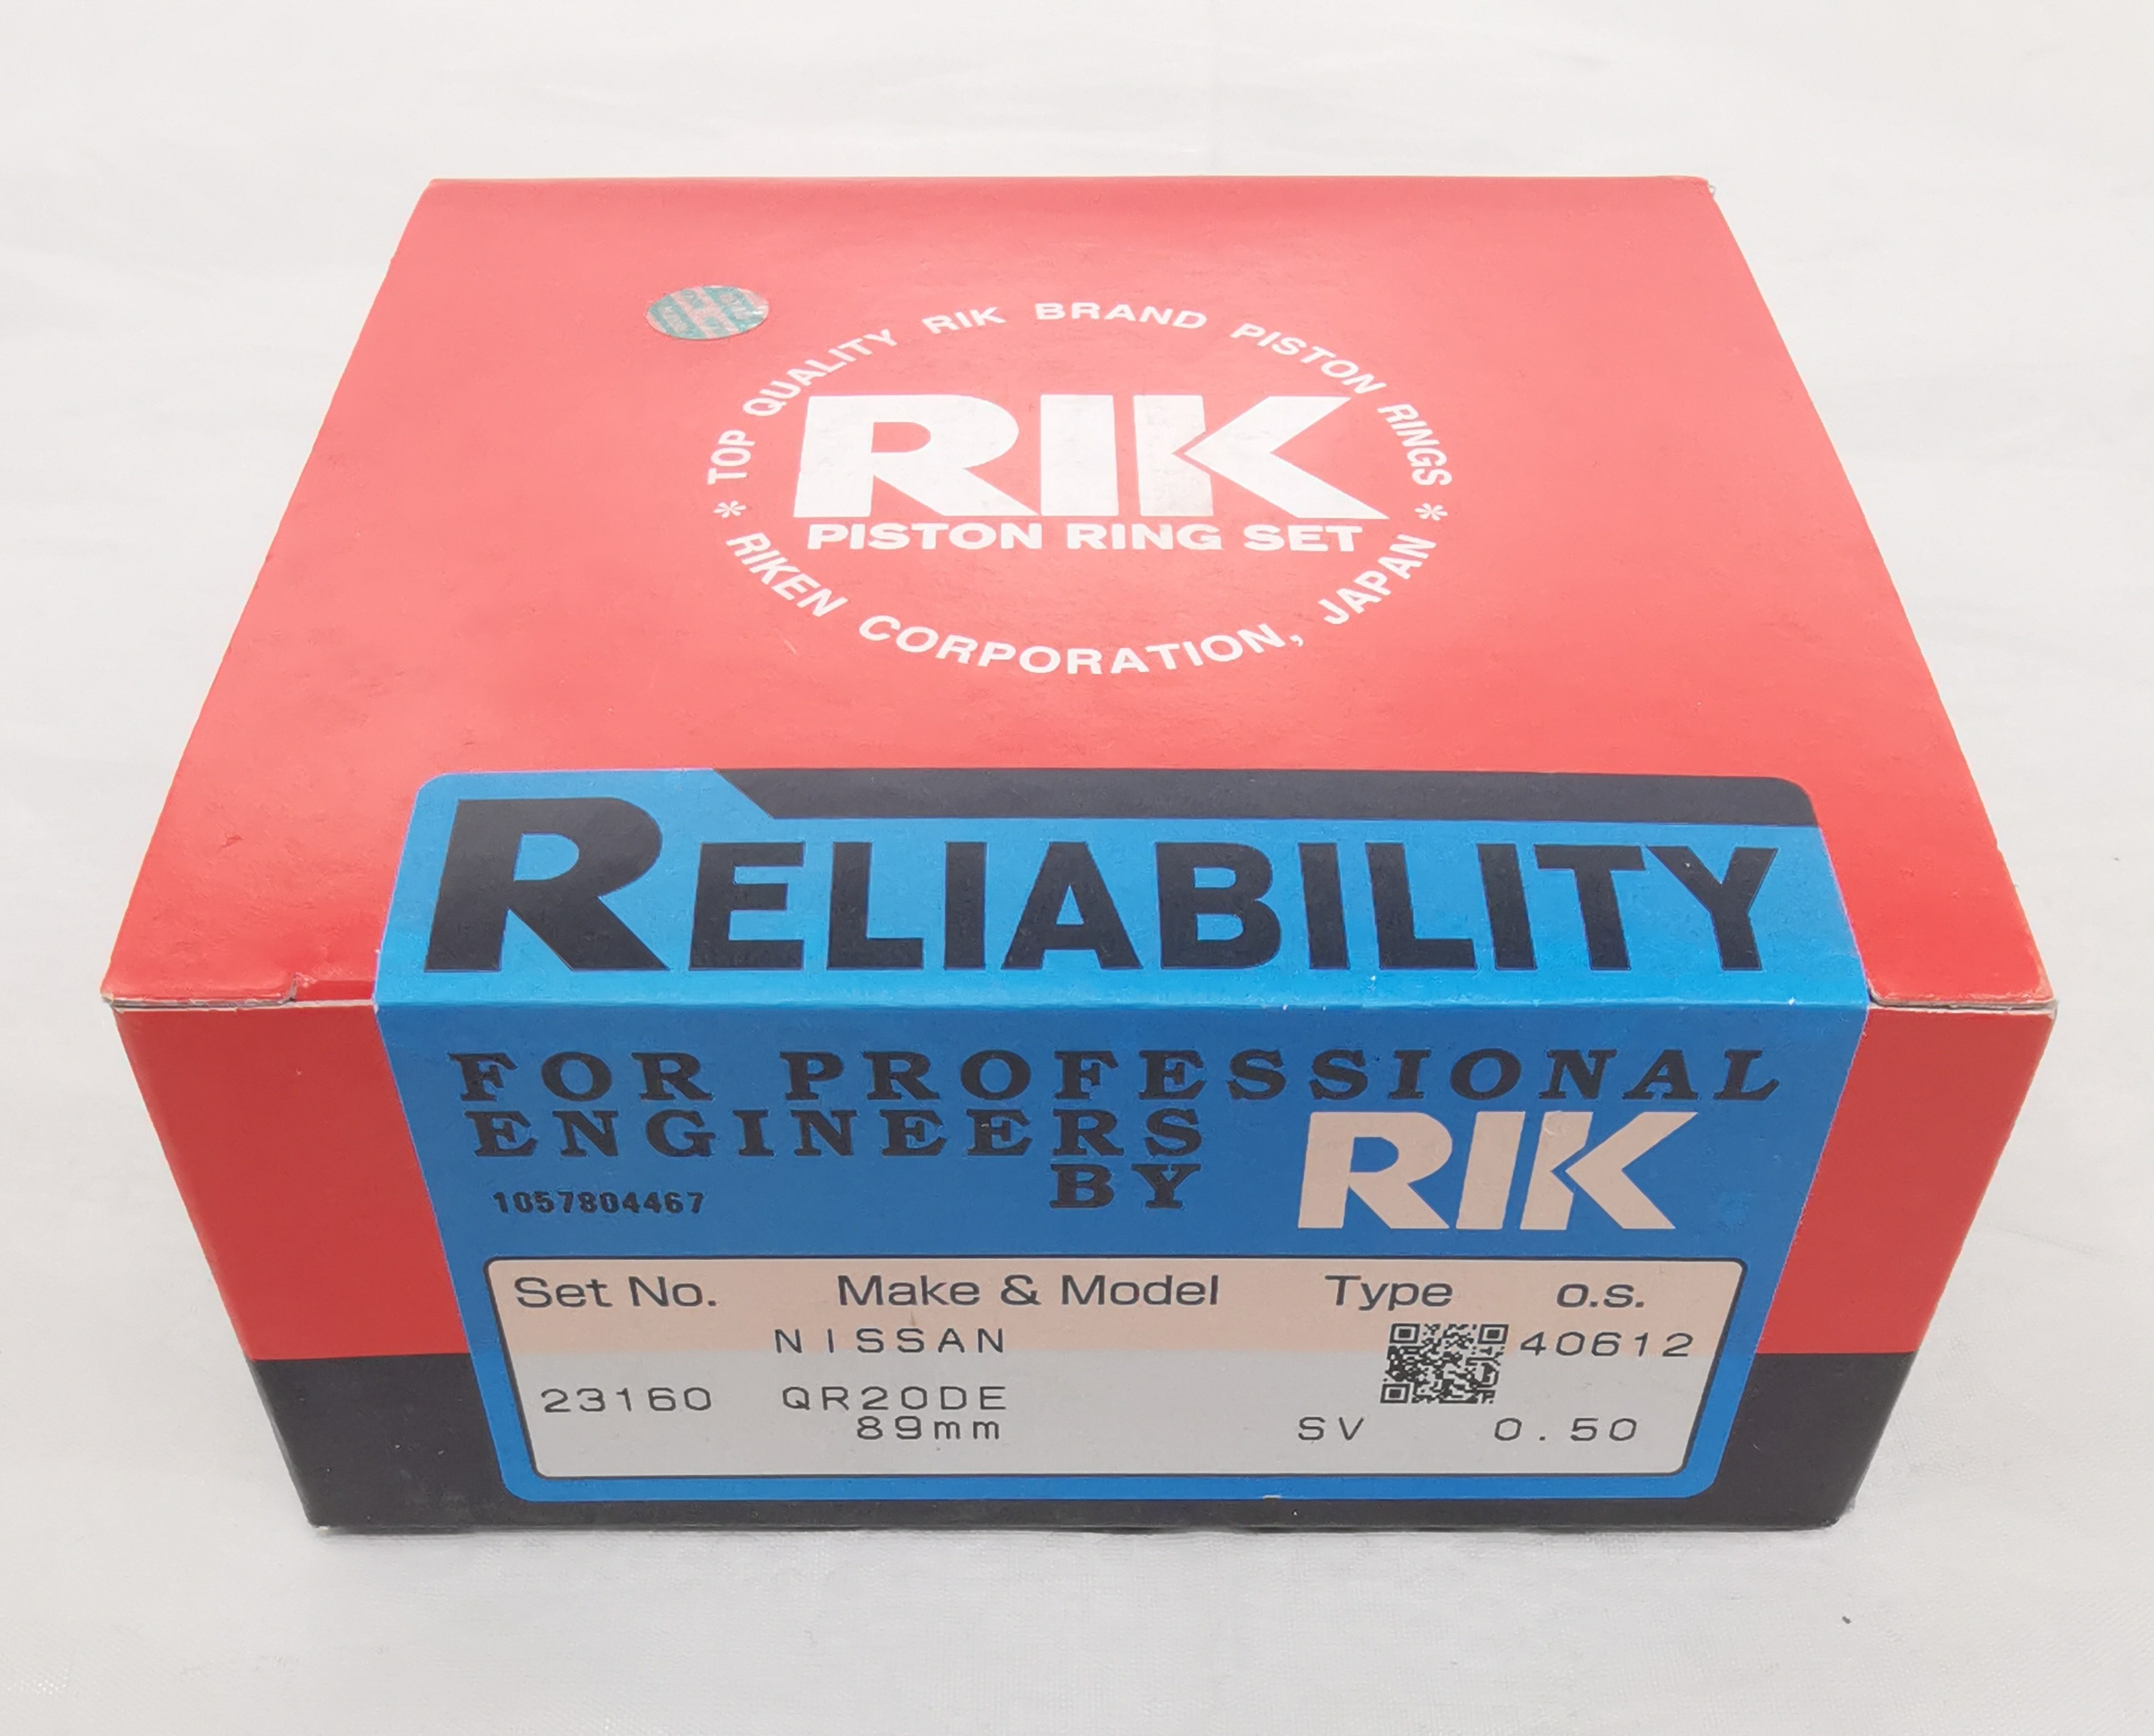 * TOP QUALITY RIK BRAND PISTON RINGS *
RIK
PISTON RING SET
RIKEN CORPORATION, JAPAN
RELIABILITY
FOR PROFESSIONAL
ENGINEERS
BY RIK
1057804467
Set No. Make & Model Type o.s.
NISSAN 40612
23160 QR20DE
89mm SV 0.50